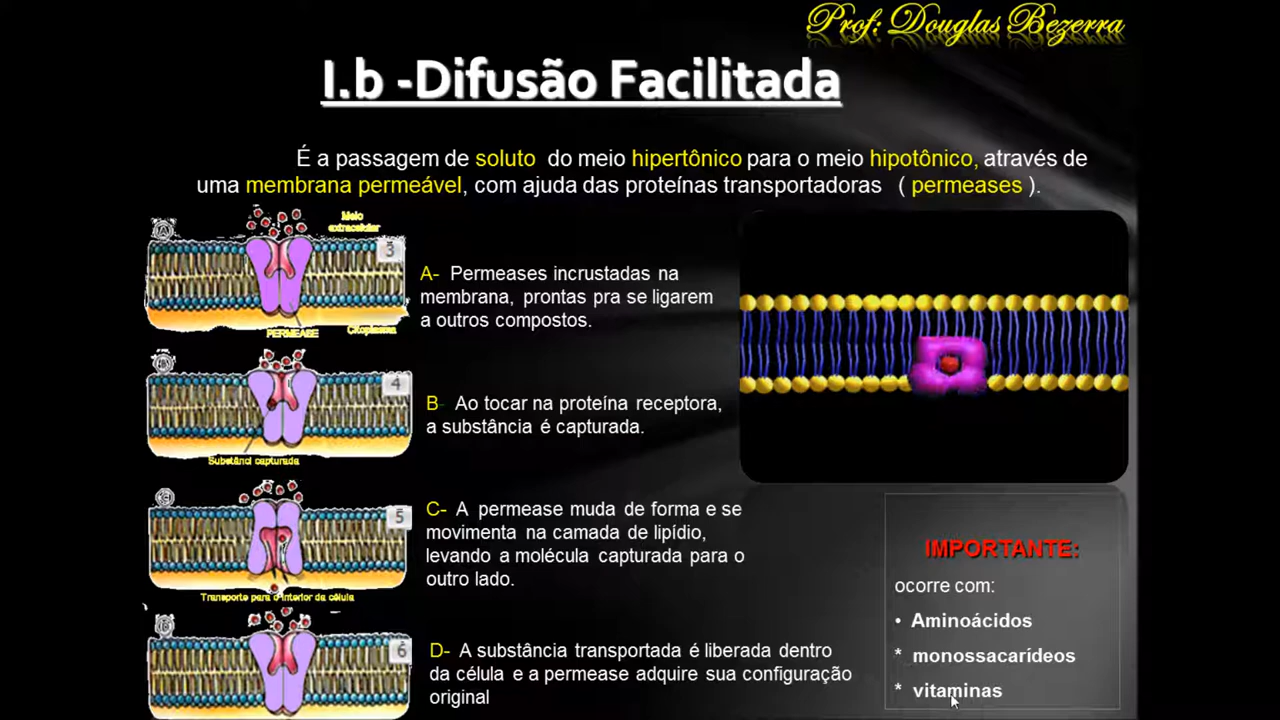 Prof: Douglas Bezerra
I.b -Difusão Facilitada
É a passagem de soluto do meio hipertônico para o meio hipotônico, através de
uma membrana permeável, com ajuda das proteínas transportadoras ( permeases ).
A
Meio
extracelular
3
PERMEASE
Citoplasma
A- Permeases incrustadas na
membrana, prontas pra se ligarem
a outros compostos.
4
Substâncl capturada
B- Ao tocar na proteína receptora,
a substância é capturada.
5
Transporte para o interior da célula
C- A permease muda de forma e se
movimenta na camada de lipídio,
levando a molécula capturada para o
outro lado.
6
D- A substância transportada é liberada dentro
da célula e a permease adquire sua configuração
original
IMPORTANTE:
ocorre com:
• Aminoácidos
* monossacarídeos
* vitaminas